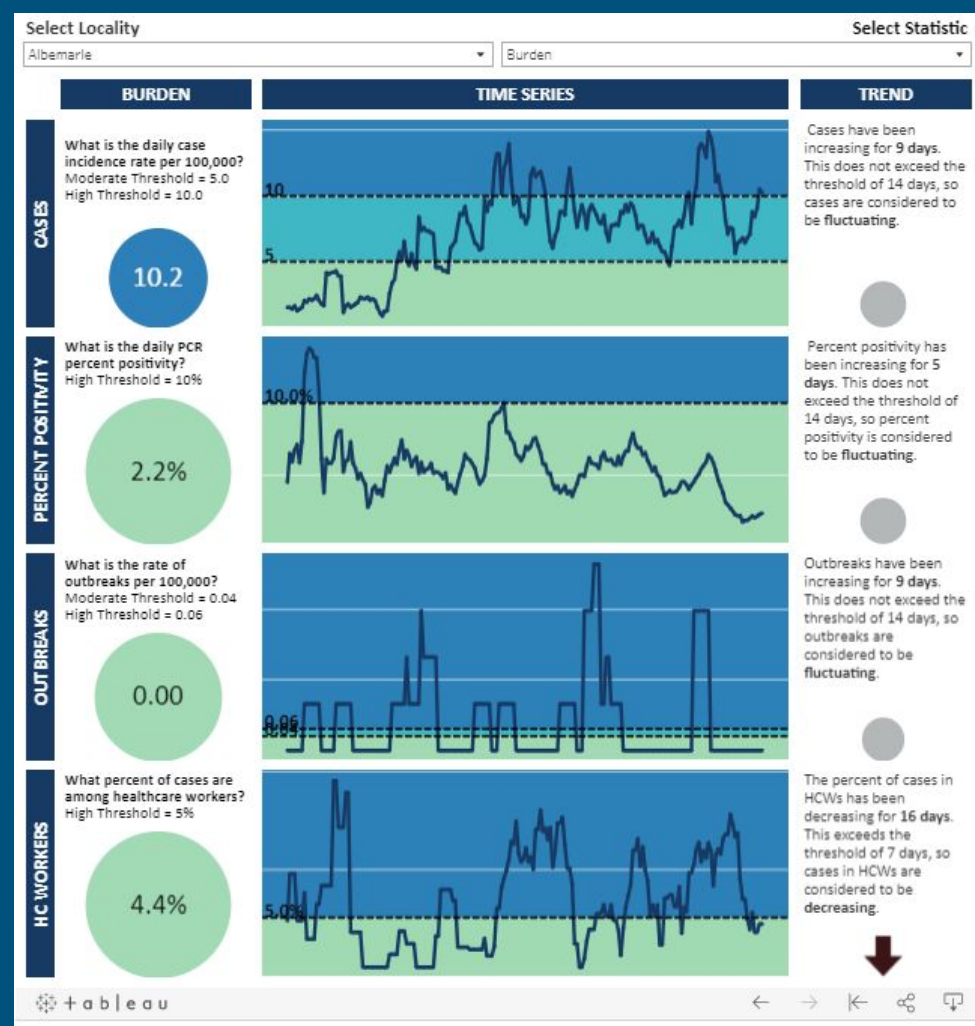 Select Locality
Select Statistic
Albemarle
Burden
BURDEN
TIME SERIES
TREND
CASES
What is the daily case
incidence rate per 100,000?
Moderate Threshold = 5.0
High Threshold = 10.0
10.2
10
5
Cases have been
increasing for 9 days.
This does not exceed the
threshold of 14 days, so
cases are considered to
be fluctuating.
PERCENT POSITIVITY
What is the daily PCR
percent positivity?
High Threshold = 10%
2.2%
10.0%
Percent positivity has
been increasing for 5
days. This does not
exceed the threshold of
14 days, so percent
positivity is considered
to be fluctuating.
OUTBREAKS
What is the rate of
outbreaks per 100,000?
Moderate Threshold = 0.04
High Threshold = 0.06
0.00
0.06
0.04
Outbreaks have been
increasing for 9 days.
This does not exceed the
threshold of 14 days, so
outbreaks are
considered to be
fluctuating.
HC WORKERS
What percent of cases are
among healthcare workers?
High Threshold = 5%
4.4%
5.0%
The percent of cases in
HCWs has been
decreasing for 16 days.
This exceeds the
threshold of 7 days, so
cases in HCWs are
considered to be
decreasing.
+ableau